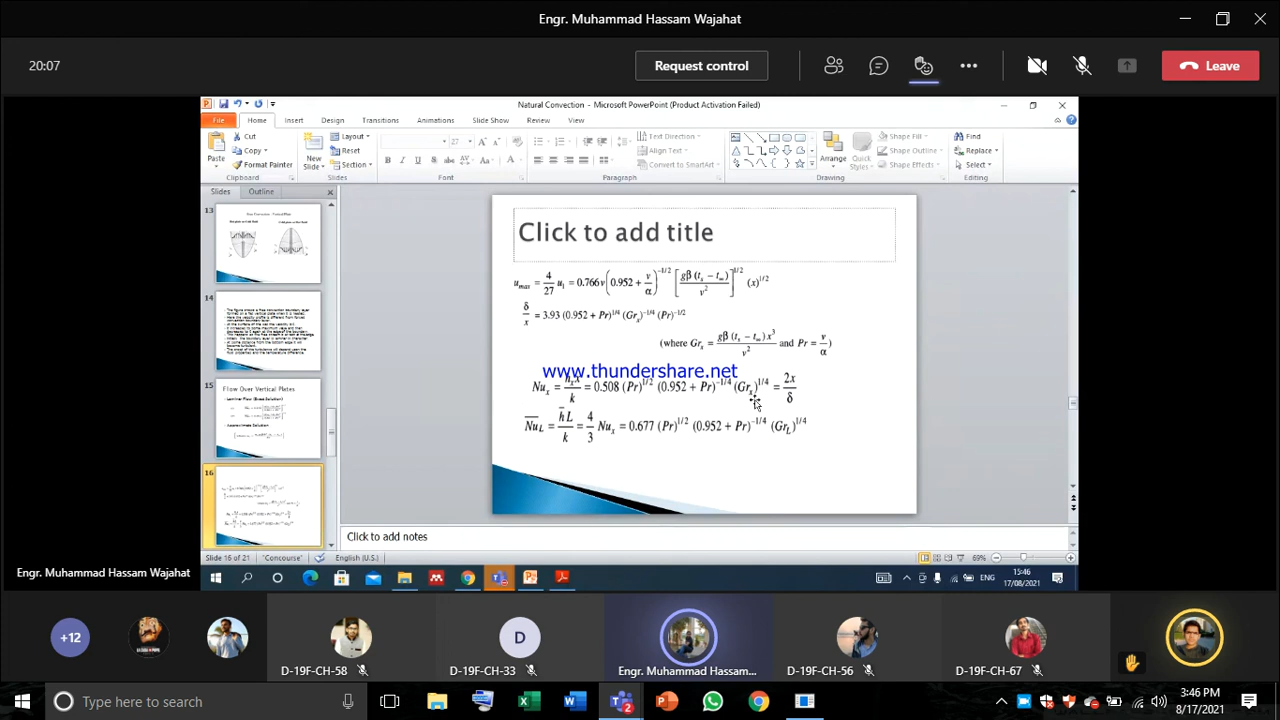 Engr. Muhammad Hassam Wajahat
20:07
Request control
Leave
Natural Convection – Microsoft PowerPoint (Product Activation Failed)
File Home Insert Design Transitions Animations Slide Show Review View
Paste
Cut
Copy
Format Painter
Clipboard
New Slide
Layout
Reset
Section
Slides
27
B I U S abc AV Aa A
Font
Text Direction
Align Text
Convert to SmartArt
Paragraph
Arrange
Quick Styles
Shape Fill
Shape Outline
Shape Effects
Drawing
Find
Replace
Select
Editing
Slides Outline
13
14
15
Flow Over Vertical Plates
16
Click to add title
u_max = 4/27 u_1 = 0.766 ν (0.952 + ν/α)^-1/2 [gβ (t_s − t_∞)/ν²]^1/2 (x)^1/2
δ/x = 3.93 (0.952 + Pr)^1/4 (Gr_x)^-1/4 (Pr)^-1/2
(where Gr_x = gβ (t_s − t_∞) x³/ν² and Pr = ν/α)
www.thundershare.net
Nu_x = h_x x/k = 0.508 (Pr)^1/2 (0.952 + Pr)^-1/4 (Gr_x)^1/4 = 2x/δ
N̅u̅_L = h̅L/k = 4/3 Nu_x = 0.677 (Pr)^1/2 (0.952 + Pr)^-1/4 (Gr_L)^1/4
Click to add notes
Slide 16 of 21 "Concourse" English (U.S.) 69%
Engr. Muhammad Hassam Wajahat
ENG
15:46
17/08/2021
+12
D
D-19F-CH-58
D-19F-CH-33
Engr. Muhammad Hassam...
D-19F-CH-56
D-19F-CH-67
Type here to search
2
3:46 PM
8/17/2021